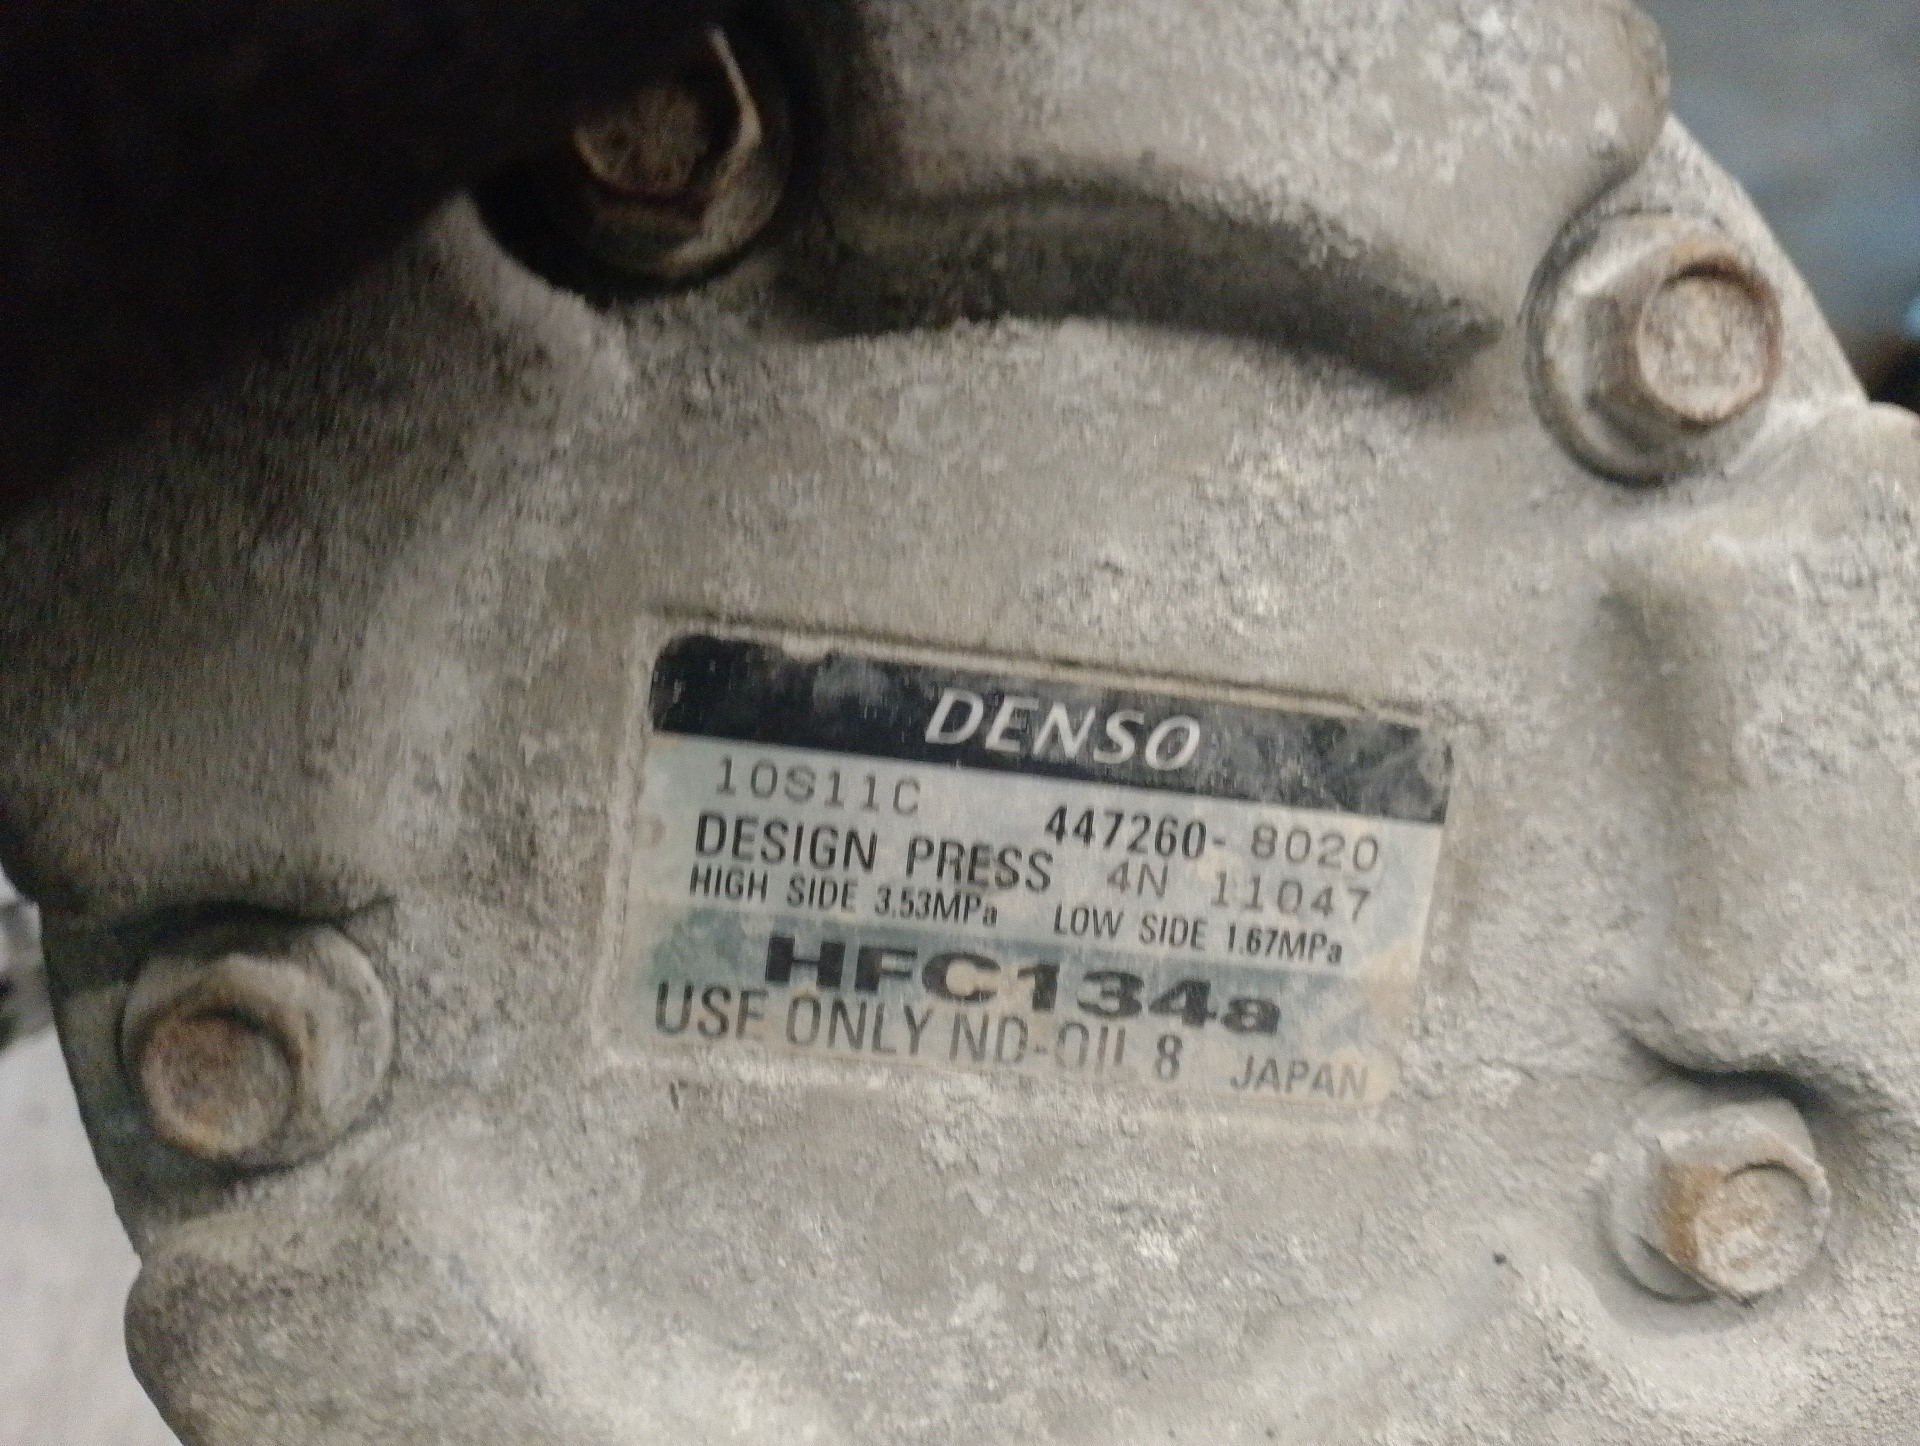 DENSO
10S11C 447260-8020
DESIGN PRESS 4N 11047
HIGH SIDE 3.53MPa LOW SIDE 1.67MPa
HFC134a
USE ONLY ND-OIL 8 JAPAN